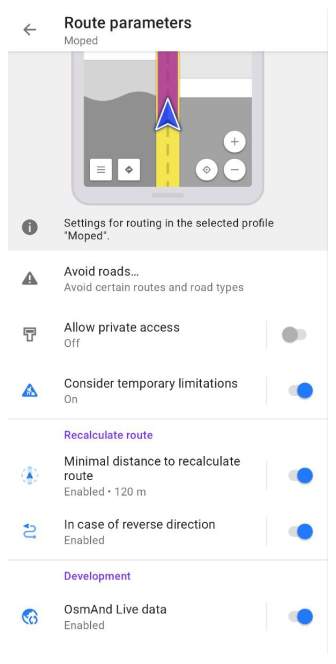 Route parameters
Moped
Settings for routing in the selected profile
"Moped".
Avoid roads...
Avoid certain routes and road types
Allow private access
Off
Consider temporary limitations
On
Recalculate route
Minimal distance to recalculate
route
Enabled • 120 m
In case of reverse direction
Enabled
Development
OsmAnd Live data
Enabled